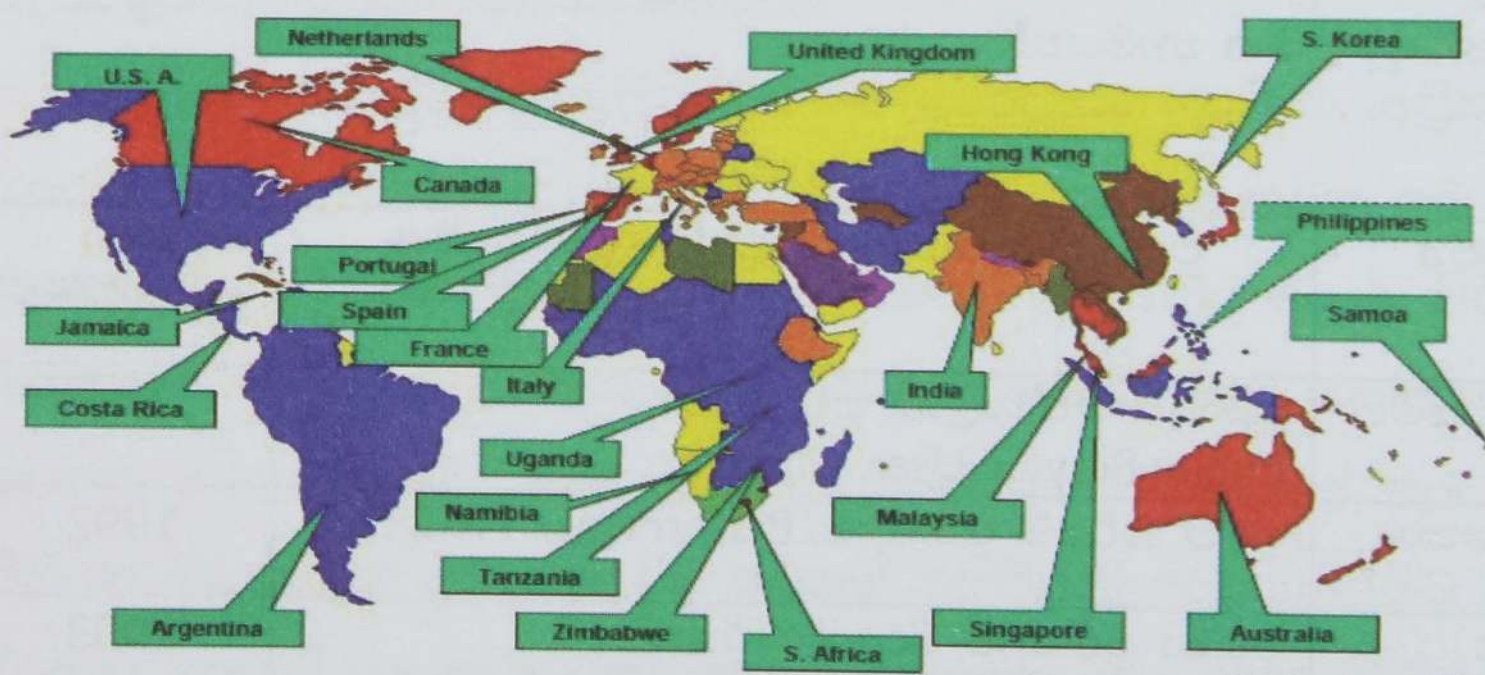 Netherlands
United Kingdom
S. Korea
U.S. A.
Hong Kong
Canada
Philippines
Portugal
Spain
Jamaica
Samoa
France
Italy
India
Costa Rica
Uganda
Namibia
Malaysia
Tanzania
Argentina
Zimbabwe
S. Africa
Singapore
Australia